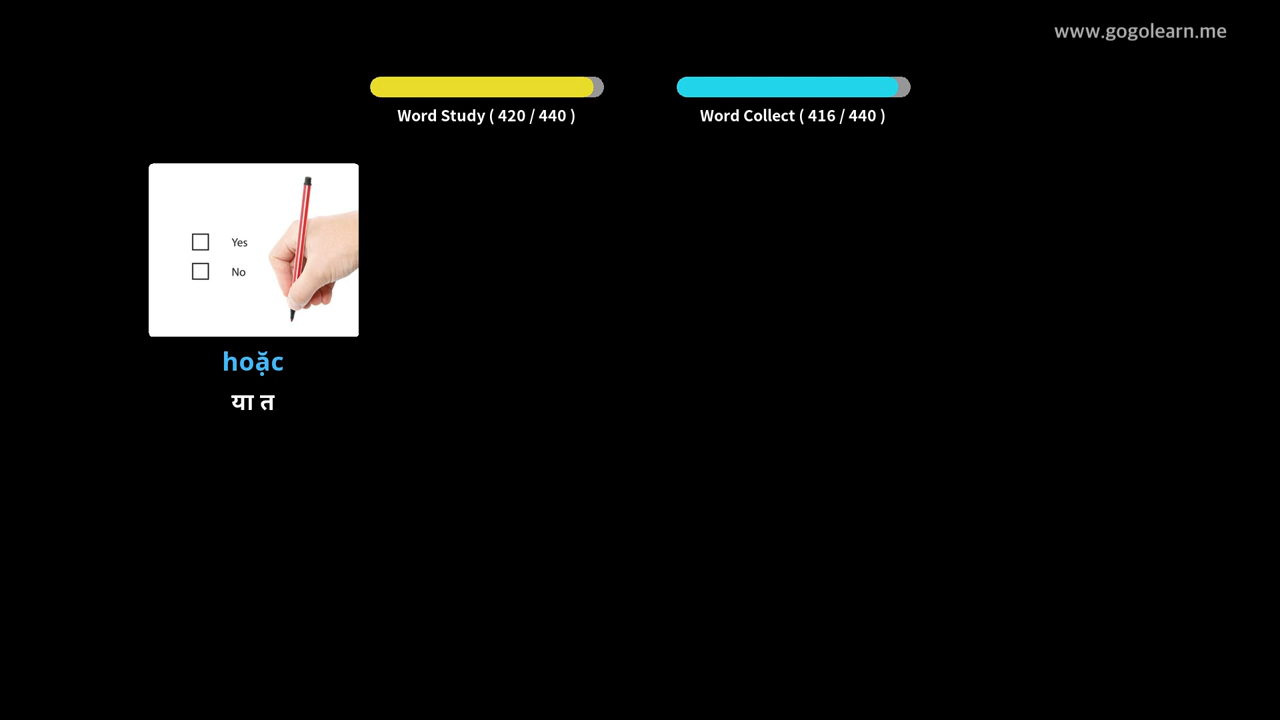 www.gogolearn.me
Word Study ( 420 / 440 )
Word Collect ( 416 / 440 )
Yes
No
hoặc
या त